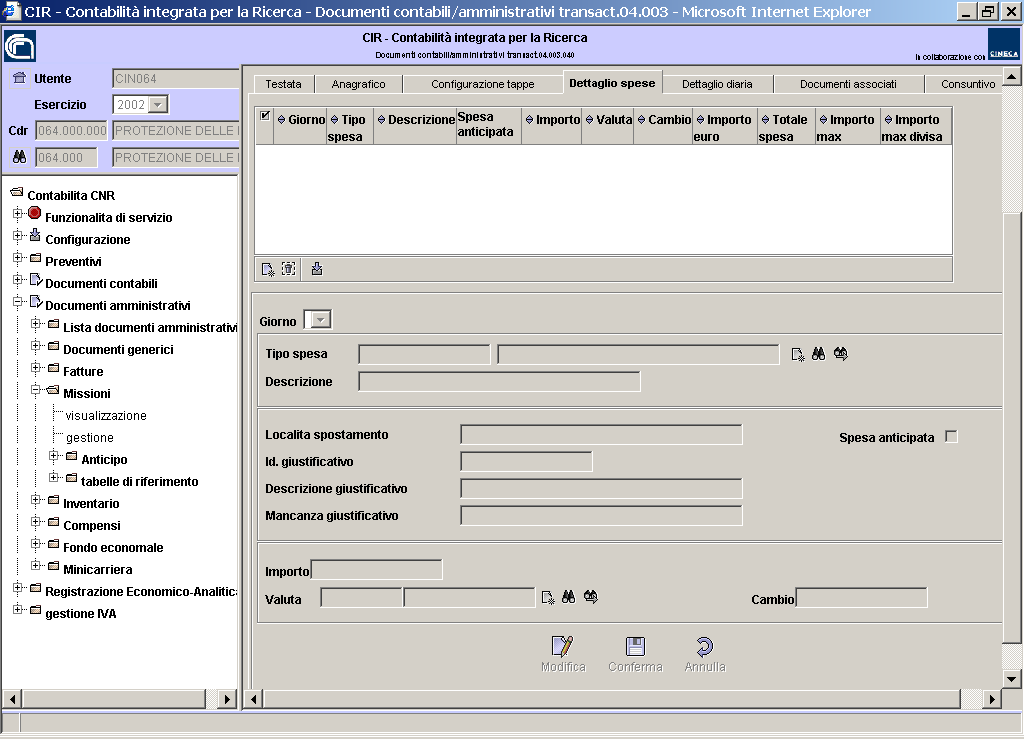 CIR - Contabilità integrata per la Ricerca - Documenti contabili/amministrativi transact.04.003 - Microsoft Internet Explorer
CIR - Contabilità integrata per la Ricerca
Documenti contabili/amministrativi transact.04.003.040
In collaborazione con
CINECA
Utente CIN064
Esercizio 2002
Cdr 064.000.000 PROTEZIONE DELLE
064.000 PROTEZIONE DELLE
Contabilita CNR
Funzionalita di servizio
Configurazione
Preventivi
Documenti contabili
Documenti amministrativi
Lista documenti amministrativi
Documenti generici
Fatture
Missioni
visualizzazione
gestione
Anticipo
tabelle di riferimento
Inventario
Compensi
Fondo economale
Minicarriera
Registrazione Economico-Analitica
gestione IVA
Testata Anagrafico Configurazione tappe Dettaglio spese Dettaglio diaria Documenti associati Consuntivo
Giorno Tipo spesa Descrizione Spesa anticipata Importo Valuta Cambio Importo euro Totale spesa Importo max Importo max divisa
Giorno
Tipo spesa
Descrizione
Localita spostamento Spesa anticipata
Id. giustificativo
Descrizione giustificativo
Mancanza giustificativo
Importo
Valuta Cambio
Modifica Conferma Annulla